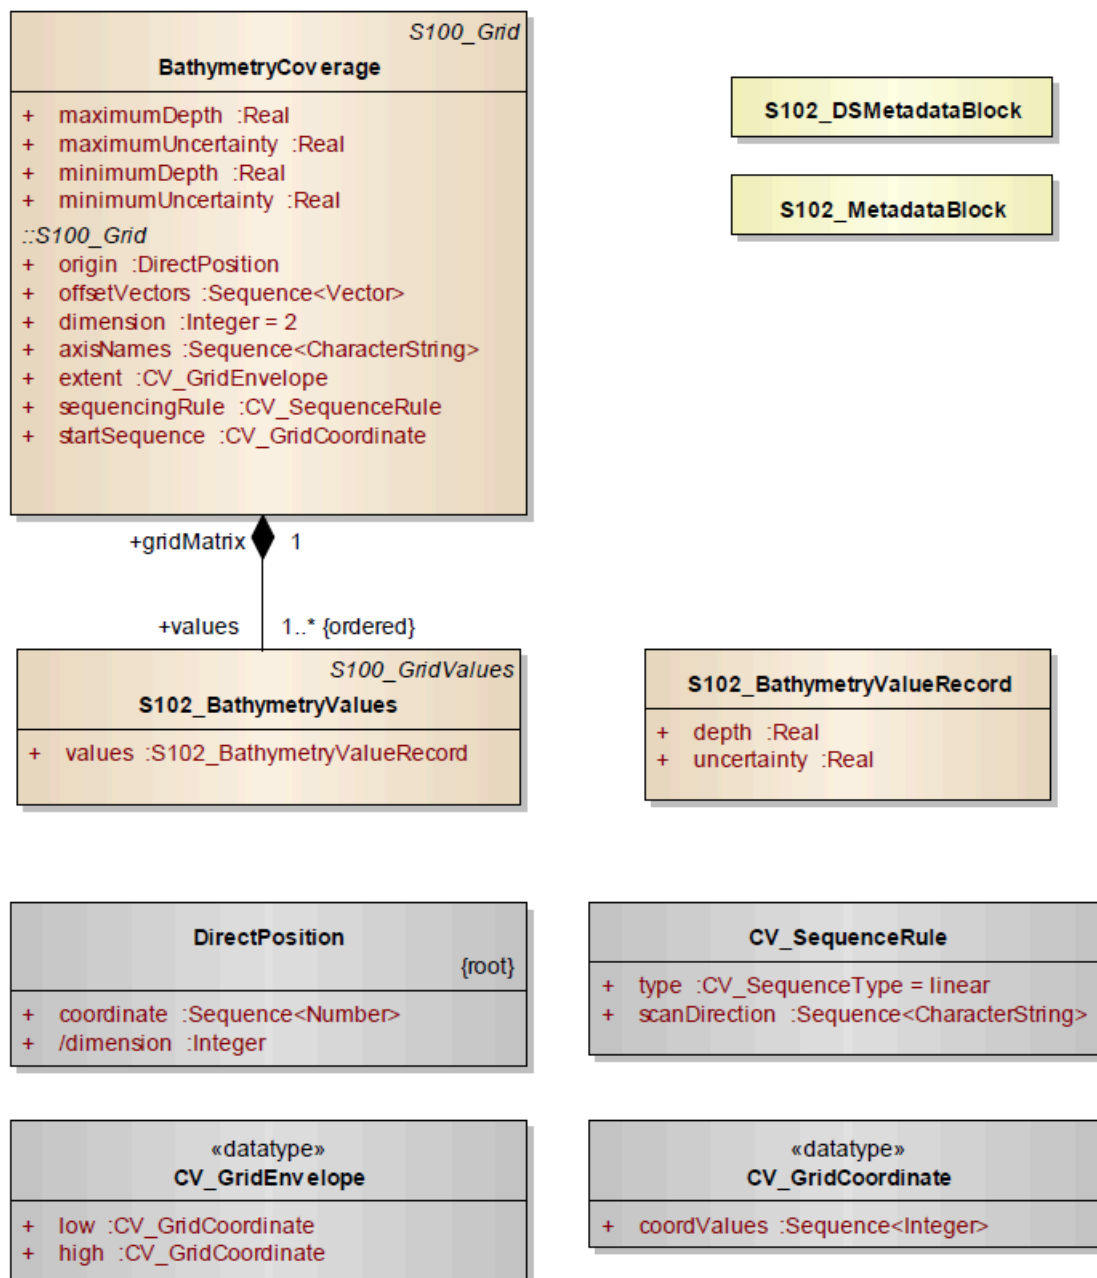 S100_Grid
BathymetryCoverage
+ maximumDepth :Real
+ maximumUncertainty :Real
+ minimumDepth :Real
+ minimumUncertainty :Real
::S100_Grid
+ origin :DirectPosition
+ offsetVectors :Sequence<Vector>
+ dimension :Integer = 2
+ axisNames :Sequence<CharacterString>
+ extent :CV_GridEnvelope
+ sequencingRule :CV_SequenceRule
+ startSequence :CV_GridCoordinate
S102_DSMetadataBlock
S102_MetadataBlock
+gridMatrix 1
+values 1..* {ordered}
S100_GridValues
S102_BathymetryValues
+ values :S102_BathymetryValueRecord
S102_BathymetryValueRecord
+ depth :Real
+ uncertainty :Real
DirectPosition
{root}
+ coordinate :Sequence<Number>
+ /dimension :Integer
CV_SequenceRule
+ type :CV_SequenceType = linear
+ scanDirection :Sequence<CharacterString>
«datatype»
CV_GridEnvelope
+ low :CV_GridCoordinate
+ high :CV_GridCoordinate
«datatype»
CV_GridCoordinate
+ coordValues :Sequence<Integer>